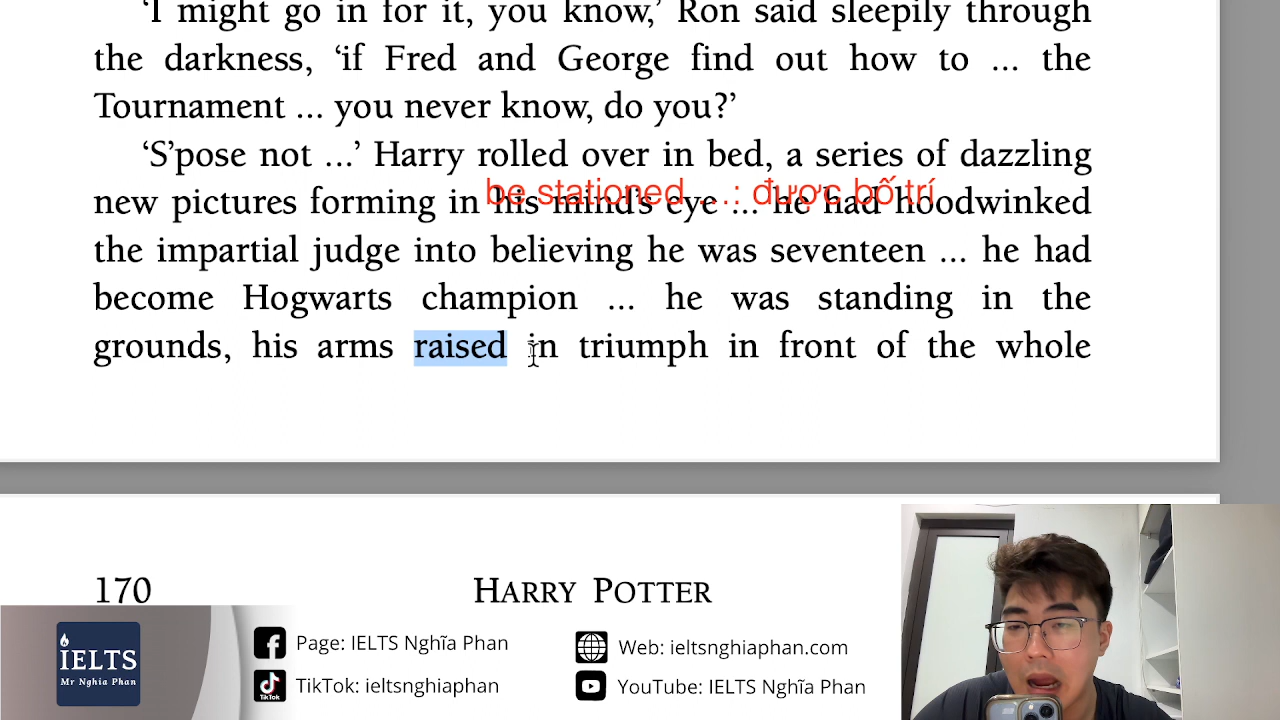 ‘I might go in for it, you know,’ Ron said sleepily through
the darkness, ‘if Fred and George find out how to ... the
Tournament ... you never know, do you?’
‘S’pose not ...’ Harry rolled over in bed, a series of dazzling
be stationed ...: được bố trí
new pictures forming in his mind’s eye ... he had hoodwinked
the impartial judge into believing he was seventeen ... he had
become Hogwarts champion ... he was standing in the
grounds, his arms raised in triumph in front of the whole
170
HARRY POTTER
IELTS
Mr Nghia Phan
Page: IELTS Nghĩa Phan
TikTok
TikTok: ieltsnghiaphan
Web: ieltsnghiaphan.com
YouTube: IELTS Nghĩa Phan